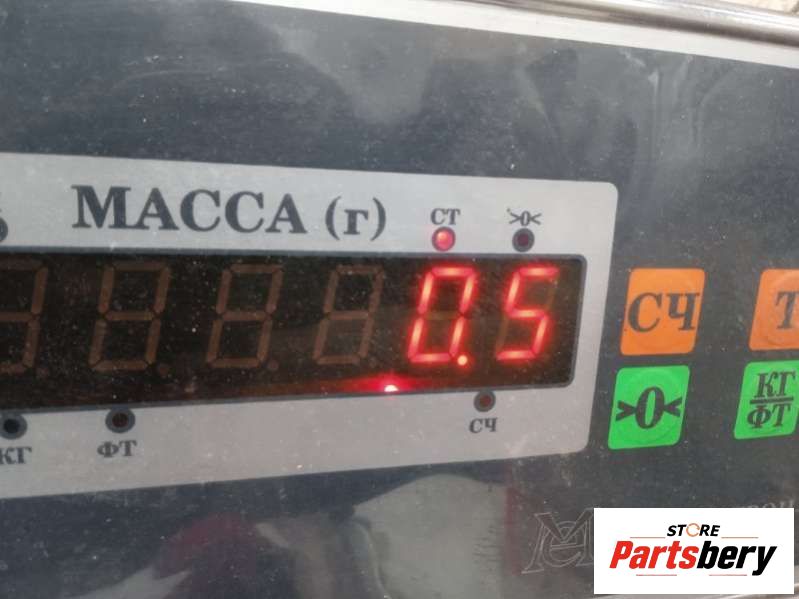 МАССА (г)
СТ
>0<
0.5
КГ
ФТ
СЧ
СЧ
Т
>0<
КГ
ФТ
STORE
Partsbery